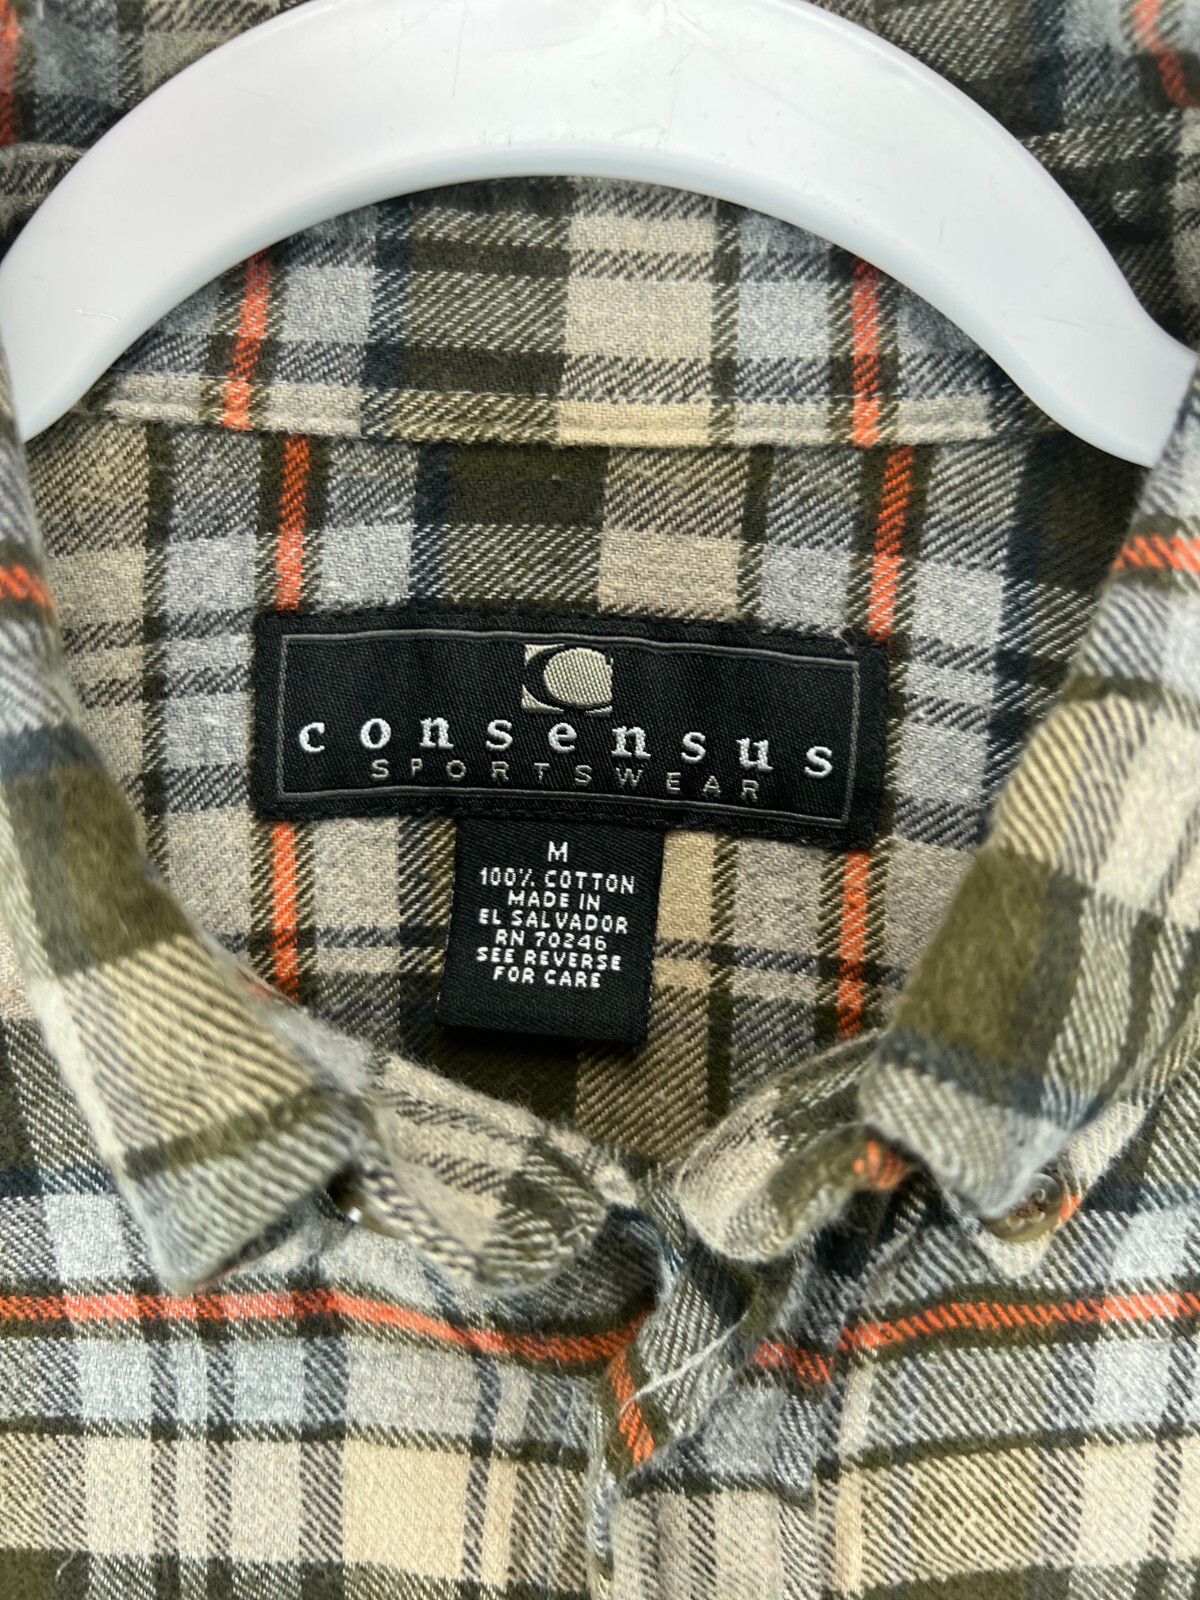 consensus
SPORTSWEAR
M
100% COTTON
MADE IN
EL SALVADOR
RN 70246
SEE REVERSE
FOR CARE